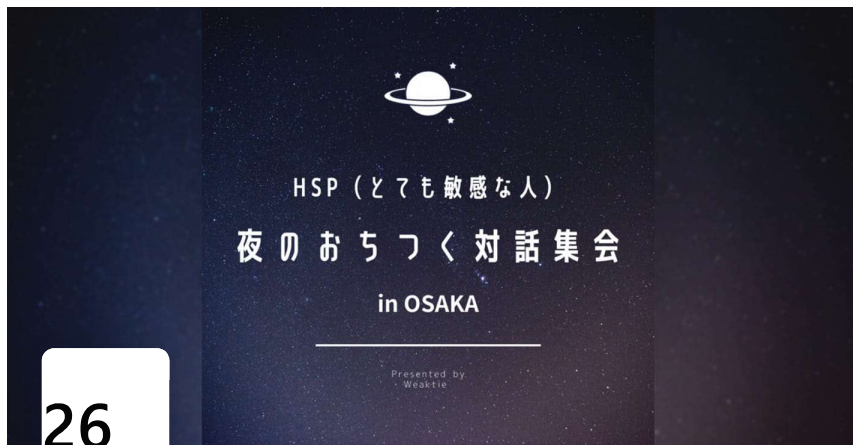 HSP (とても敏感な人)
夜のおちつく対話集会
in OSAKA
Presented by
Weaktie
26